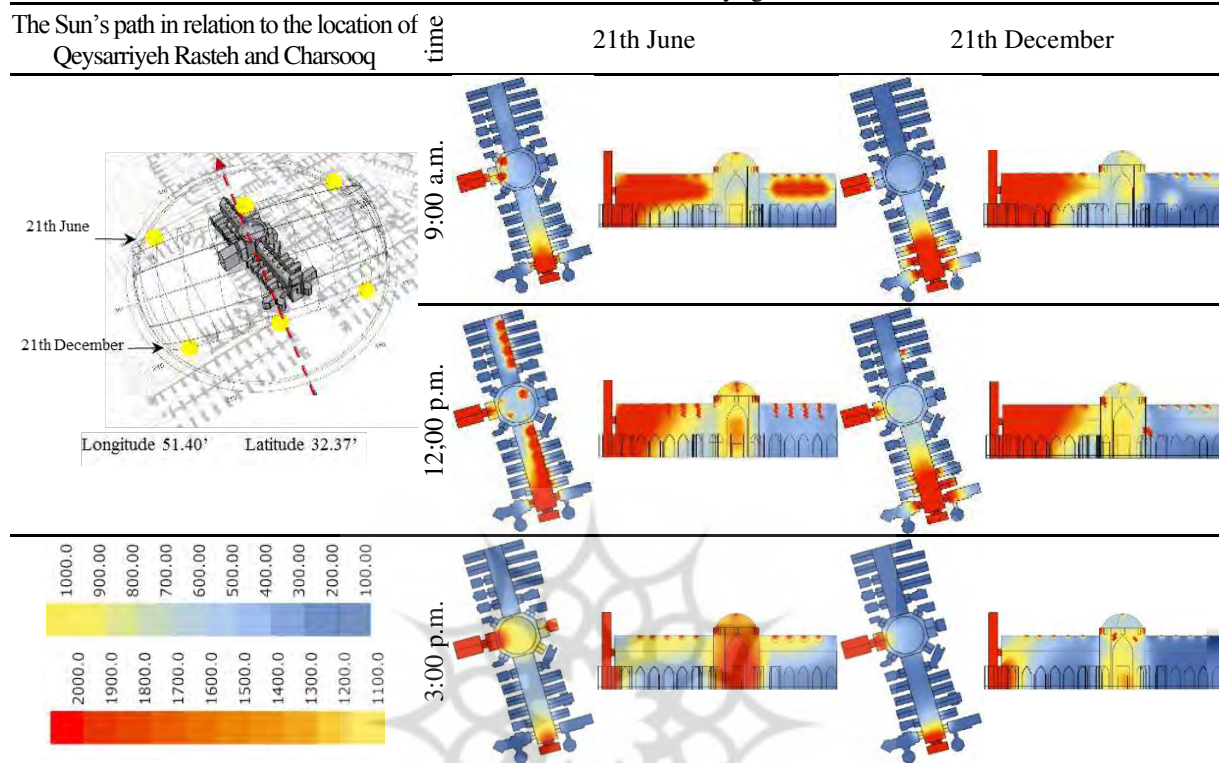 The Sun's path in relation to the location of
Qeysarriyeh Rasteh and Charsooq
time
21th June
21th December
9:00 a.m.
21th June
21th December
Longitude 51.40’ Latitude 32.37’
12:00 p.m.
3:00 p.m.
1000.0
900.00
800.00
700.00
600.00
500.00
400.00
300.00
200.00
100.00
2000.0
1900.0
1800.0
1600.0
1500.0
1400.0
1300.0
1200.0
1100.0